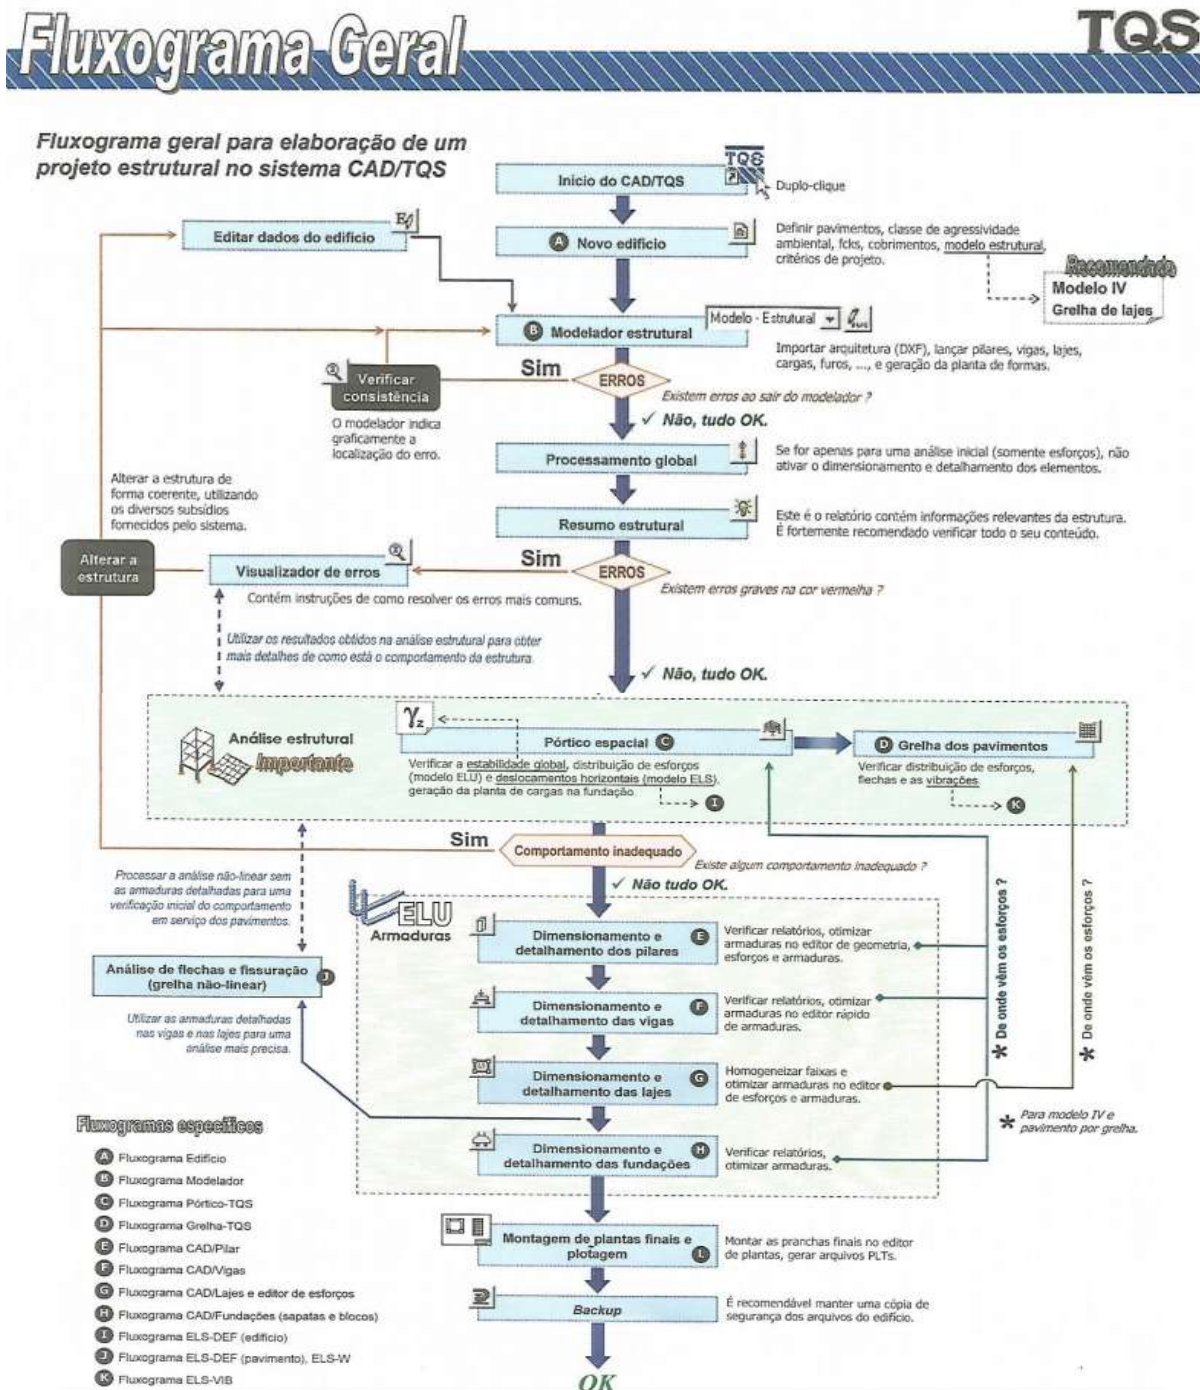 Fluxograma Geral
TQS
Fluxograma geral para elaboração de um
projeto estrutural no sistema CAD/TQS
Início do CAD/TQS
TQS
Duplo-clique
Editar dados do edifício
A Novo edifício
Definir pavimentos, classe de agressividade
ambiental, fcks, cobrimentos, modelo estrutural,
critérios de projeto.
Recomendado
Modelo IV
Grelha de lajes
B Modelador estrutural
Modelo - Estrutural
Importar arquitetura (DXF), lançar pilares, vigas, lajes,
cargas, furos, ..., e geração da planta de formas.
Sim
ERROS
Existem erros ao sair do modelador ?
Verificar
consistência
O modelador indica
graficamente a
localização do erro.
✓ Não, tudo OK.
Processamento global
Se for apenas para uma análise inicial (somente esforços), não
ativar o dimensionamento e detalhamento dos elementos.
Alterar a estrutura de
forma coerente, utilizando
os diversos subsídios
fornecidos pelo sistema.
Resumo estrutural
Este é o relatório contém informações relevantes da estrutura.
É fortemente recomendado verificar todo o seu conteúdo.
Alterar a
estrutura
Visualizador de erros
Sim
ERROS
Existem erros graves na cor vermelha ?
Contém instruções de como resolver os erros mais comuns.
Utilizar os resultados obtidos na análise estrutural para obter
mais detalhes de como está o comportamento da estrutura.
✓ Não, tudo OK.
γz
Análise estrutural
Importante
Pórtico espacial C
D Grelha dos pavimentos
Verificar a estabilidade global, distribuição de esforços
(modelo ELU) e deslocamentos horizontais (modelo ELS),
geração da planta de cargas na fundação
I
Verificar distribuição de esforços,
flechas e as vibrações
K
Sim
Comportamento inadequado
Existe algum comportamento inadequado ?
✓ Não tudo OK.
Processar a análise não-linear sem
as armaduras detalhadas para uma
verificação inicial do comportamento
em serviço dos pavimentos.
ELU
Armaduras
Dimensionamento e
detalhamento dos pilares
E
Verificar relatórios, otimizar
armaduras no editor de geometria,
esforços e armaduras.
Análise de flechas e fissuração
(grelha não-linear)
J
Utilizar as armaduras detalhadas
nas vigas e nas lajes para uma
análise mais precisa.
Dimensionamento e
detalhamento das vigas
F
Verificar relatórios, otimizar
armaduras no editor rápido
de armaduras.
Dimensionamento e
detalhamento das lajes
G
Homogeneizar faixas e
otimizar armaduras no editor
de esforços e armaduras.
* De onde vêm os esforços ?
* De onde vêm os esforços ?
* Para modelo IV e
pavimento por grelha.
Dimensionamento e
detalhamento das fundações
H
Verificar relatórios,
otimizar armaduras.
Montagem de plantas finais e
plotagem
L
Montar as pranchas finais no editor
de plantas, gerar arquivos PLTs.
Backup
É recomendável manter uma cópia de
segurança dos arquivos do edifício.
OK
Fluxogramas específicos
A Fluxograma Edifício
B Fluxograma Modelador
C Fluxograma Pórtico-TQS
D Fluxograma Grelha-TQS
E Fluxograma CAD/Pilar
F Fluxograma CAD/Vigas
G Fluxograma CAD/Lajes e editor de esforços
H Fluxograma CAD/Fundações (sapatas e blocos)
I Fluxograma ELS-DEF (edifício)
J Fluxograma ELS-DEF (pavimento), ELS-W
K Fluxograma ELS-VIB